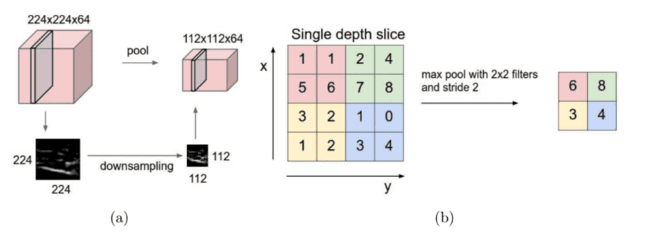 224x224x64
pool
112x112x64
224
224
downsampling
112
112
(a)
Single depth slice
x
1 1 2 4
5 6 7 8
3 2 1 0
1 2 3 4
y
max pool with 2x2 filters
and stride 2
6 8
3 4
(b)